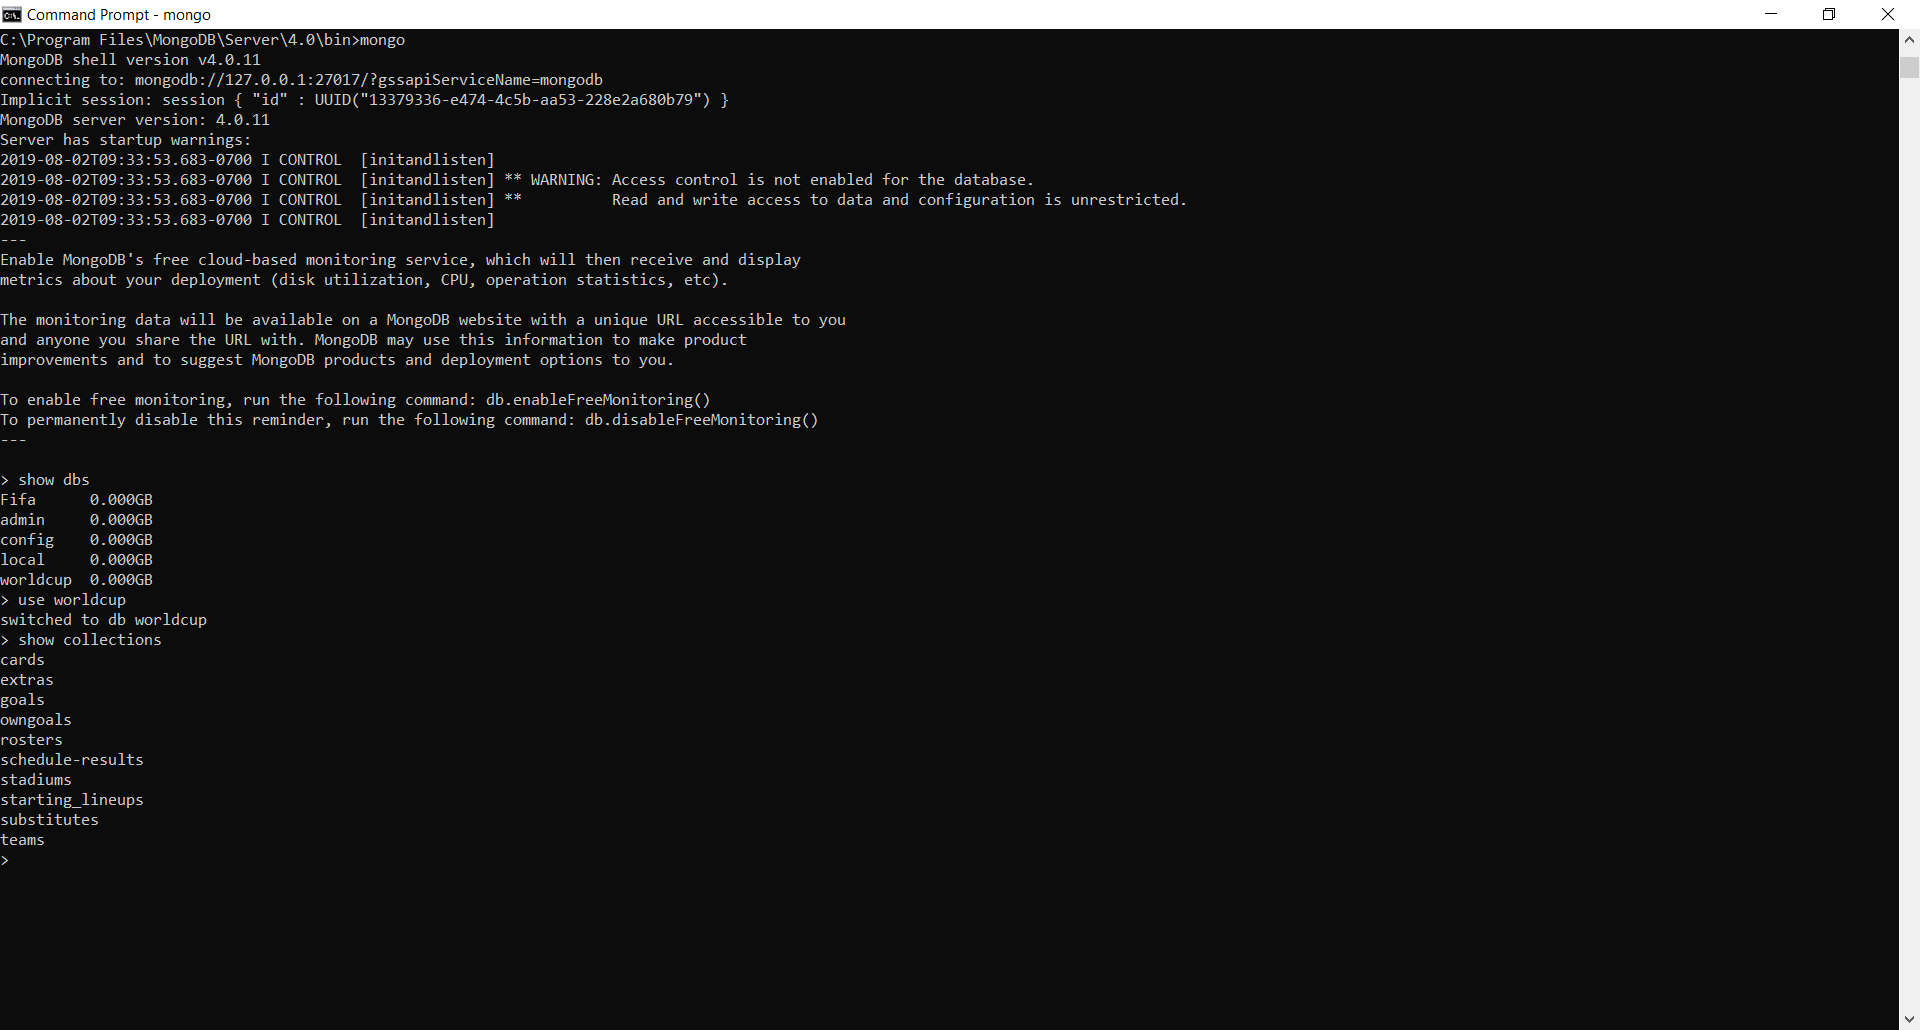 Command Prompt - mongo
C:\Program Files\MongoDB\Server\4.0\bin>mongo
MongoDB shell version v4.0.11
connecting to: mongodb://127.0.0.1:27017/?gssapiServiceName=mongodb
Implicit session: session { "id" : UUID("13379336-e474-4c5b-aa53-228e2a680b79") }
MongoDB server version: 4.0.11
Server has startup warnings:
2019-08-02T09:33:53.683-0700 I CONTROL  [initandlisten]
2019-08-02T09:33:53.683-0700 I CONTROL  [initandlisten] ** WARNING: Access control is not enabled for the database.
2019-08-02T09:33:53.683-0700 I CONTROL  [initandlisten] **          Read and write access to data and configuration is unrestricted.
2019-08-02T09:33:53.683-0700 I CONTROL  [initandlisten]
---
Enable MongoDB's free cloud-based monitoring service, which will then receive and display
metrics about your deployment (disk utilization, CPU, operation statistics, etc).

The monitoring data will be available on a MongoDB website with a unique URL accessible to you
and anyone you share the URL with. MongoDB may use this information to make product
improvements and to suggest MongoDB products and deployment options to you.

To enable free monitoring, run the following command: db.enableFreeMonitoring()
To permanently disable this reminder, run the following command: db.disableFreeMonitoring()
---

> show dbs
Fifa      0.000GB
admin     0.000GB
config    0.000GB
local     0.000GB
worldcup  0.000GB
> use worldcup
switched to db worldcup
> show collections
cards
extras
goals
owngoals
rosters
schedule-results
stadiums
starting_lineups
substitutes
teams
>